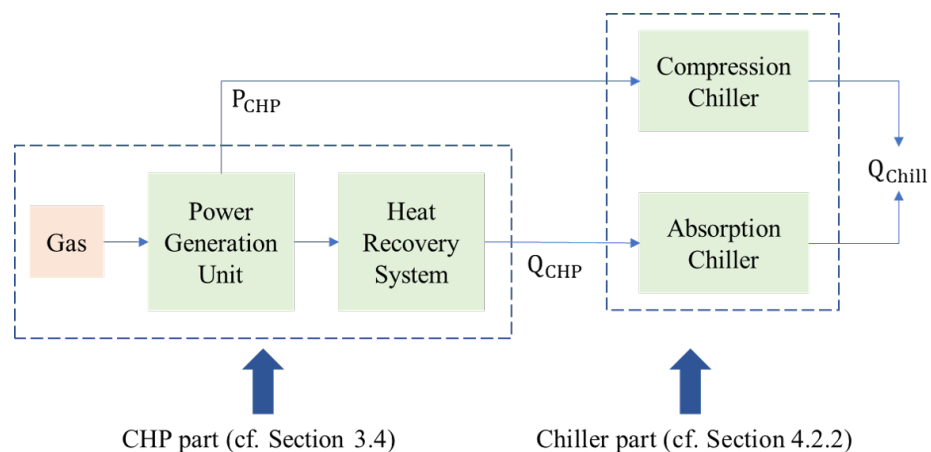 Compression
Chiller
P_CHP
Q_Chill
Gas
Power
Generation
Unit
Heat
Recovery
System
Absorption
Chiller
Q_CHP
CHP part (cf. Section 3.4)
Chiller part (cf. Section 4.2.2)